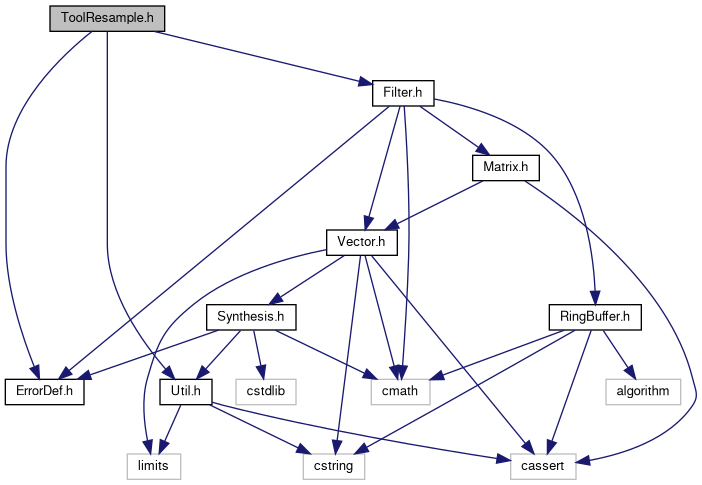 ToolResample.h
Filter.h
Matrix.h
Vector.h
Synthesis.h
RingBuffer.h
ErrorDef.h
Util.h
cstdlib
cmath
algorithm
limits
cstring
cassert